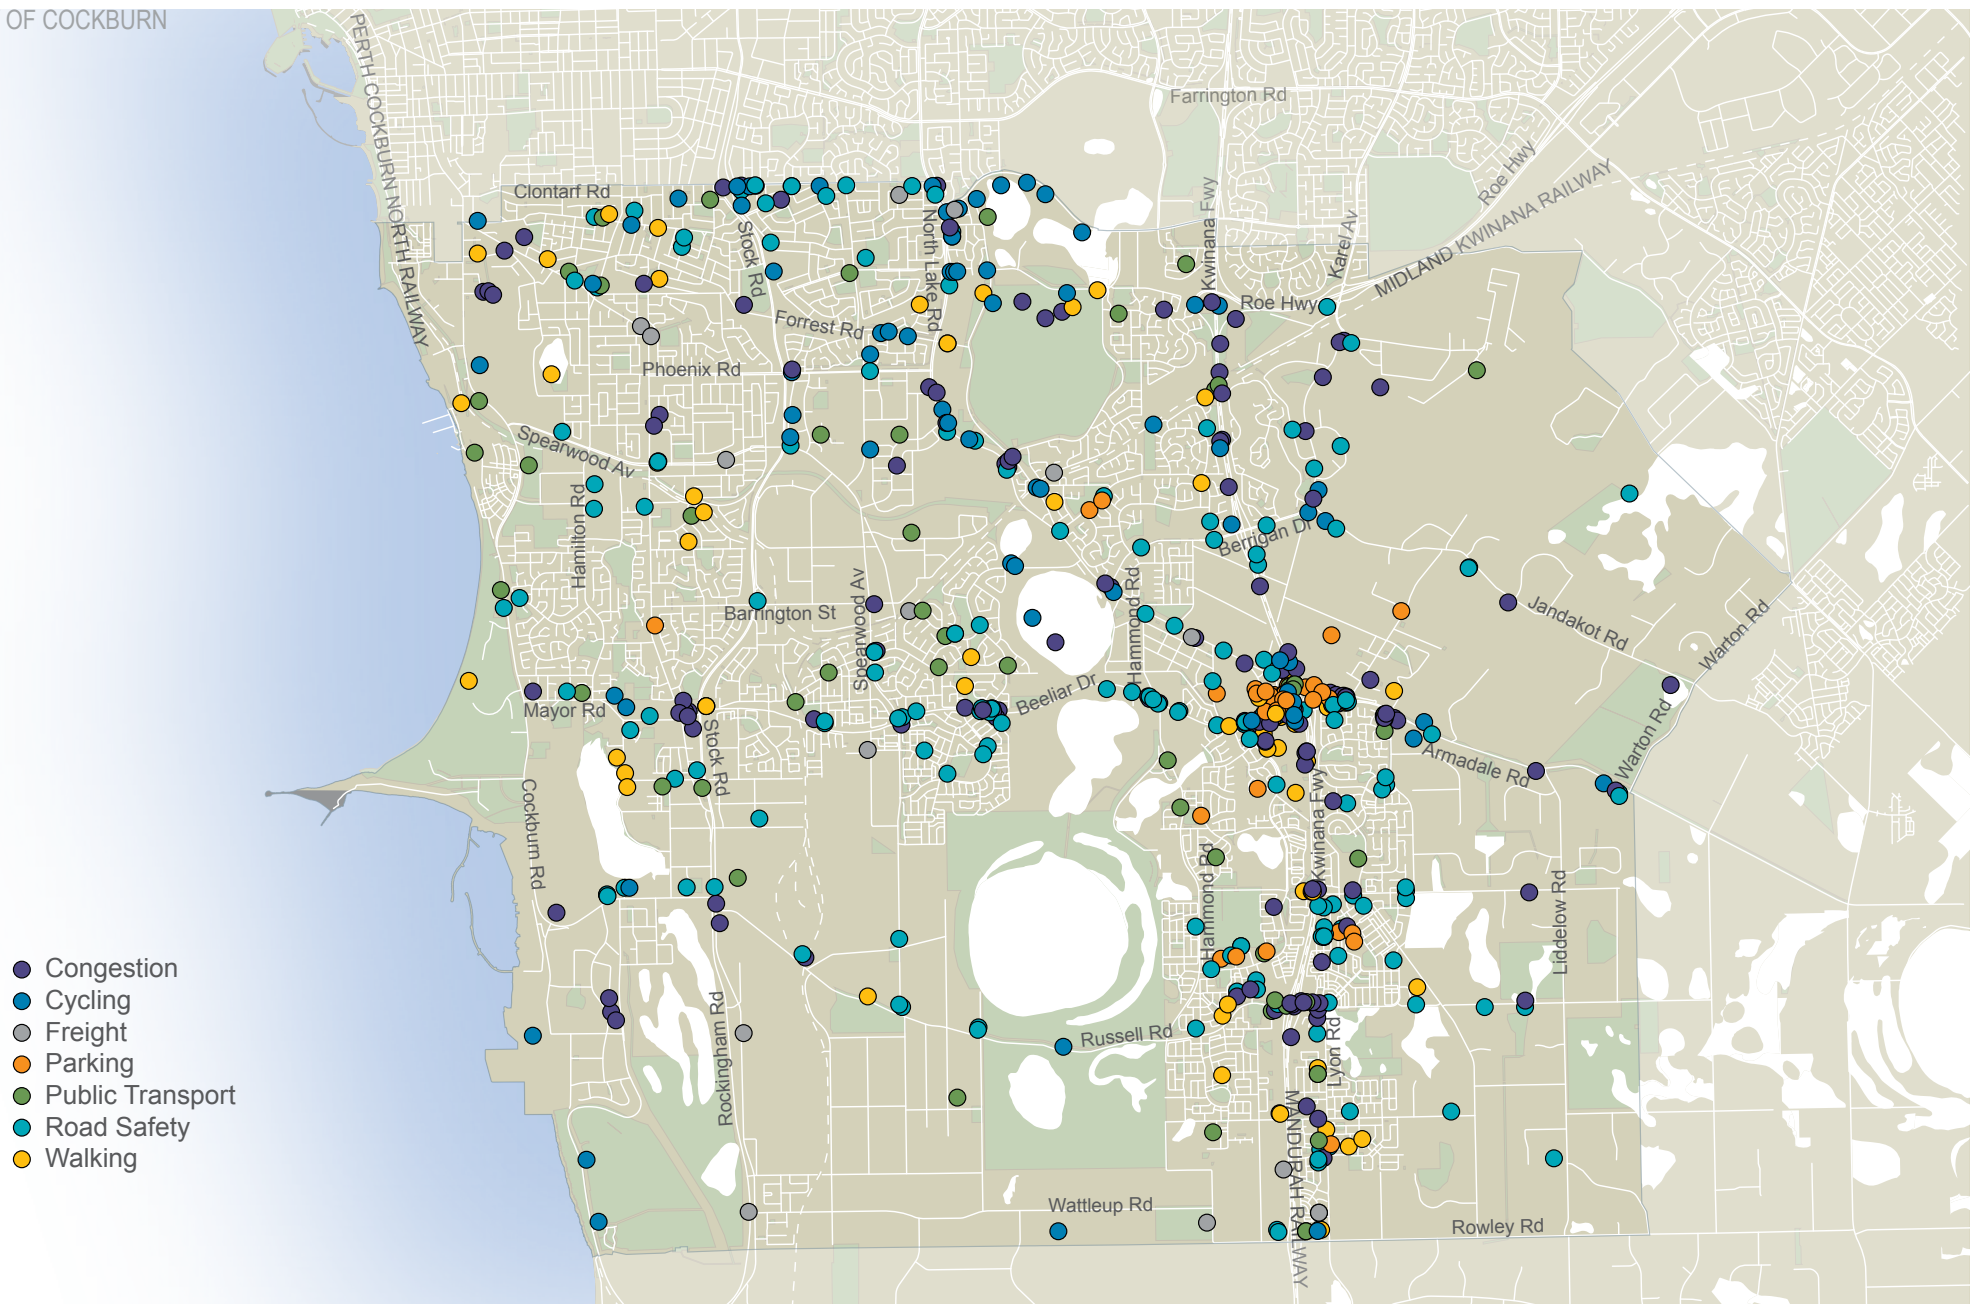 OF COCKBURN
PERTH COCKBURN NORTH RAILWAY
NORTH RAILWAY
Farrington Rd
Roe Hwy
MIDLAND KWINANA RAILWAY
Clontarf Rd
Stock Rd
North Lake Rd
Kwinana Fwy
Karel Av
Roe Hwy
Forrest Rd
Phoenix Rd
Spearwood Av
Hamilton Rd
Berrigan Dr
Barrington St
Spearwood Av
Hammond Rd
Jandakot Rd
Warton Rd
Beeliar Dr
Mayor Rd
Stock Rd
Warton Rd
Armadale Rd
Cockburn Rd
Kwinana Fwy
Hammond Rd
Liddelow Rd
Congestion
Cycling
Freight
Parking
Public Transport
Road Safety
Walking
Rockingham Rd
Russell Rd
Lyon Rd
MANDURAH RAILWAY
Wattleup Rd
Rowley Rd